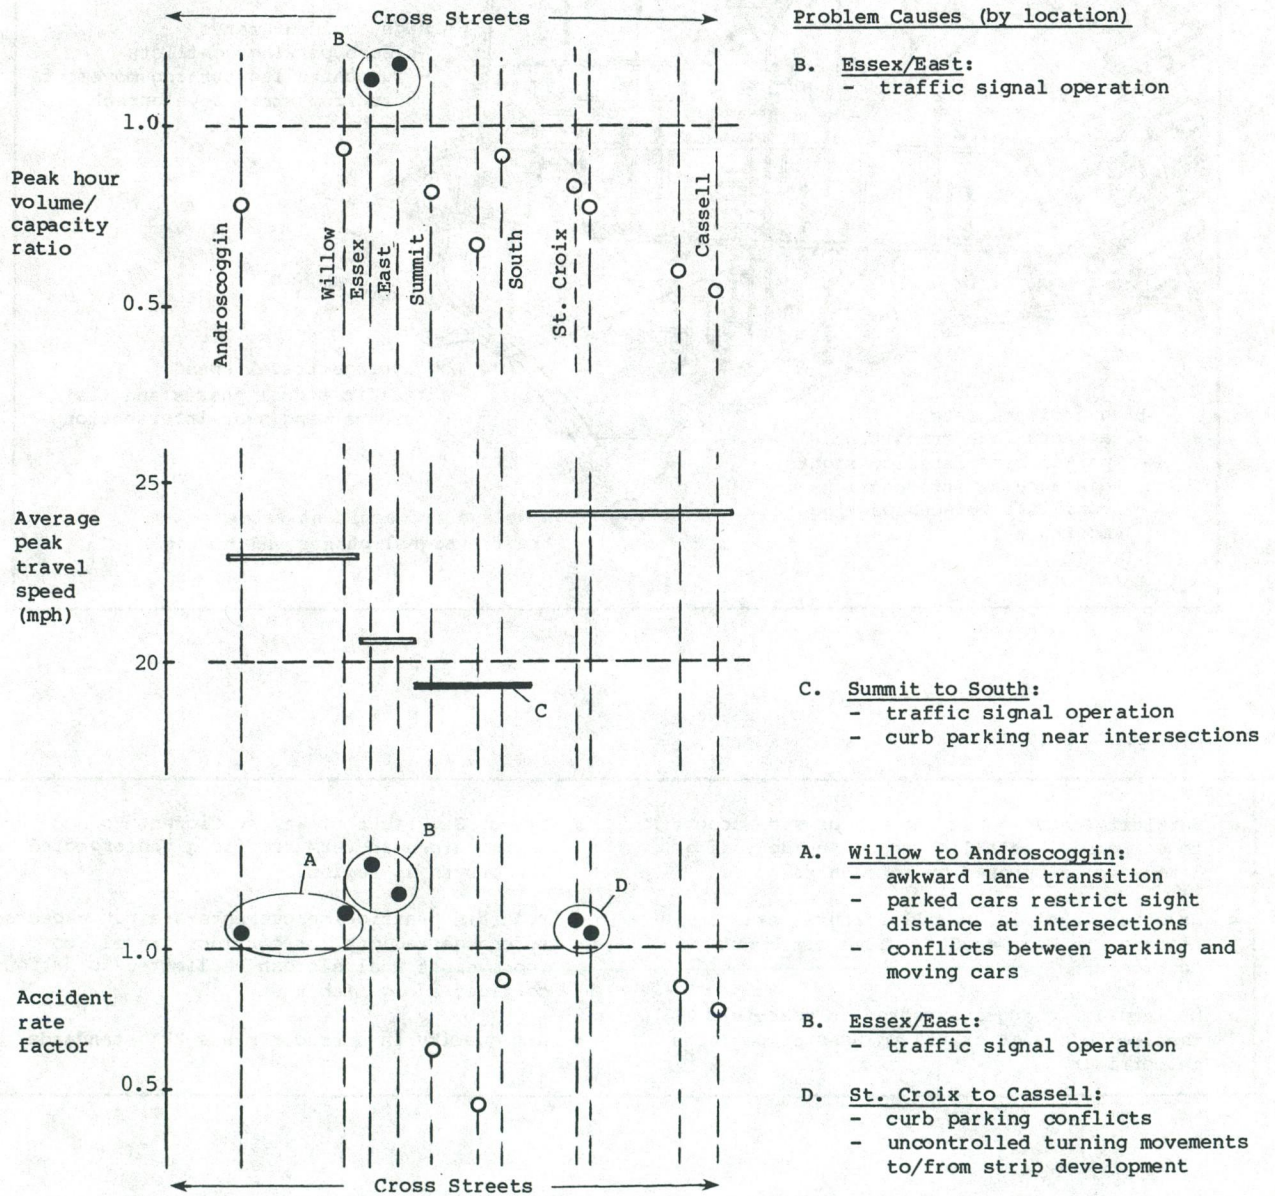 Cross Streets
Problem Causes (by location)
B
B. Essex/East:
- traffic signal operation
1.0
Peak hour
volume/
capacity
ratio
0.5
Androscoggin
Willow
Essex
East
Summit
South
St. Croix
Cassell
25
Average
peak
travel
speed
(mph)
20
C
C. Summit to South:
- traffic signal operation
- curb parking near intersections
A
B
D
1.0
Accident
rate
factor
0.5
A. Willow to Androscoggin:
- awkward lane transition
- parked cars restrict sight
distance at intersections
- conflicts between parking and
moving cars
B. Essex/East:
- traffic signal operation
D. St. Croix to Cassell:
- curb parking conflicts
- uncontrolled turning movements
to/from strip development
Cross Streets